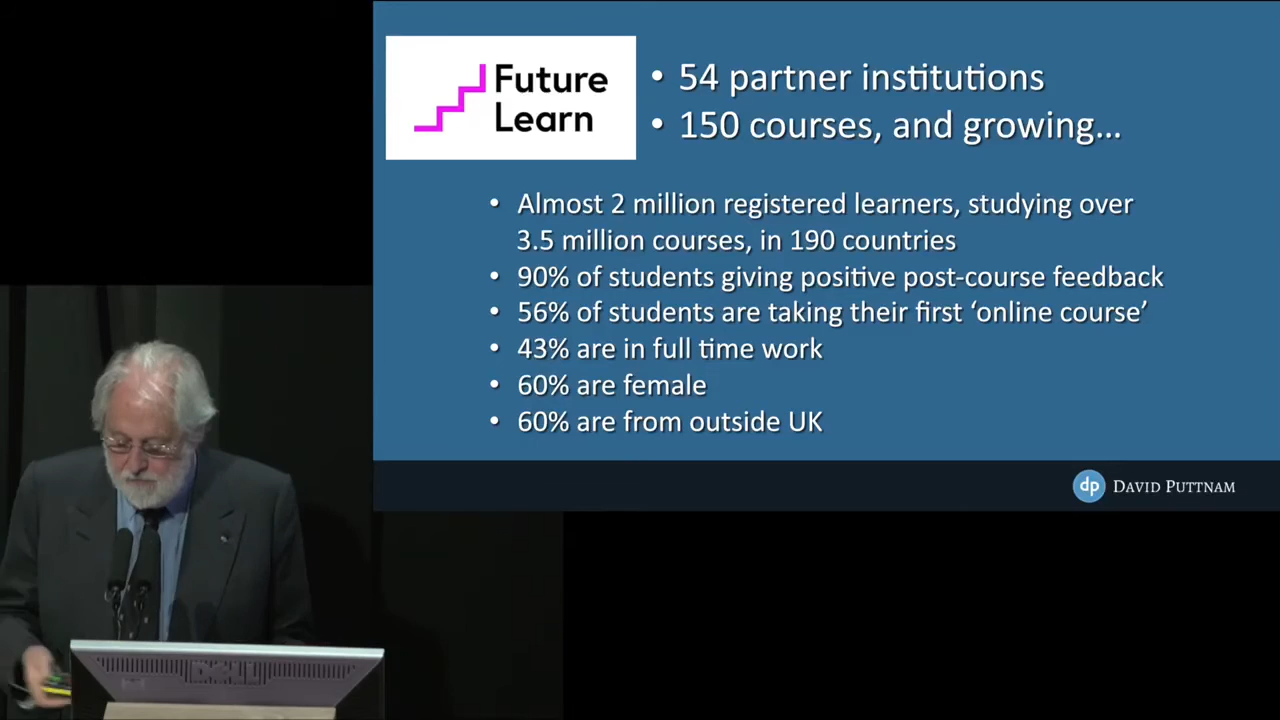 Future
Learn
• 54 partner institutions
• 150 courses, and growing…
• Almost 2 million registered learners, studying over
3.5 million courses, in 190 countries
• 90% of students giving positive post-course feedback
• 56% of students are taking their first ‘online course’
• 43% are in full time work
• 60% are female
• 60% are from outside UK
dp DAVID PUTTNAM
DELL